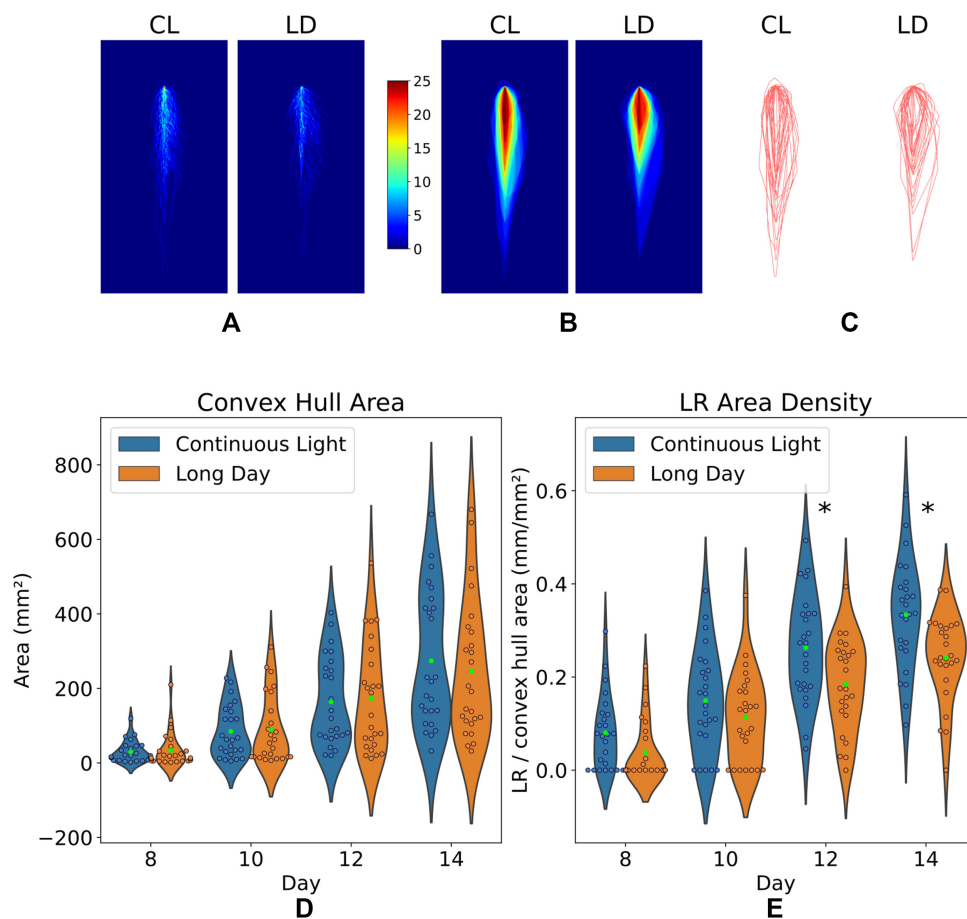 CL LD CL LD CL LD
25
20
15
10
5
0
A B C
Convex Hull Area
Continuous Light
Long Day
Area (mm²)
800
600
400
200
0
−200
8 10 12 14
Day
D
LR Area Density
Continuous Light
Long Day
* *
LR / convex hull area (mm/mm²)
0.6
0.4
0.2
0.0
8 10 12 14
Day
E